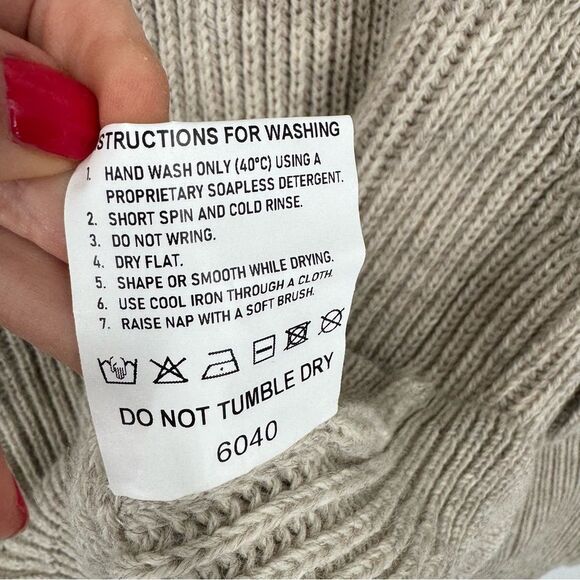 STRUCTIONS FOR WASHING
1. HAND WASH ONLY (40°C) USING A
PROPRIETARY SOAPLESS DETERGENT.
2. SHORT SPIN AND COLD RINSE.
3. DO NOT WRING.
4. DRY FLAT.
5. SHAPE OR SMOOTH WHILE DRYING.
6. USE COOL IRON THROUGH A CLOTH.
7. RAISE NAP WITH A SOFT BRUSH.
DO NOT TUMBLE DRY
6040